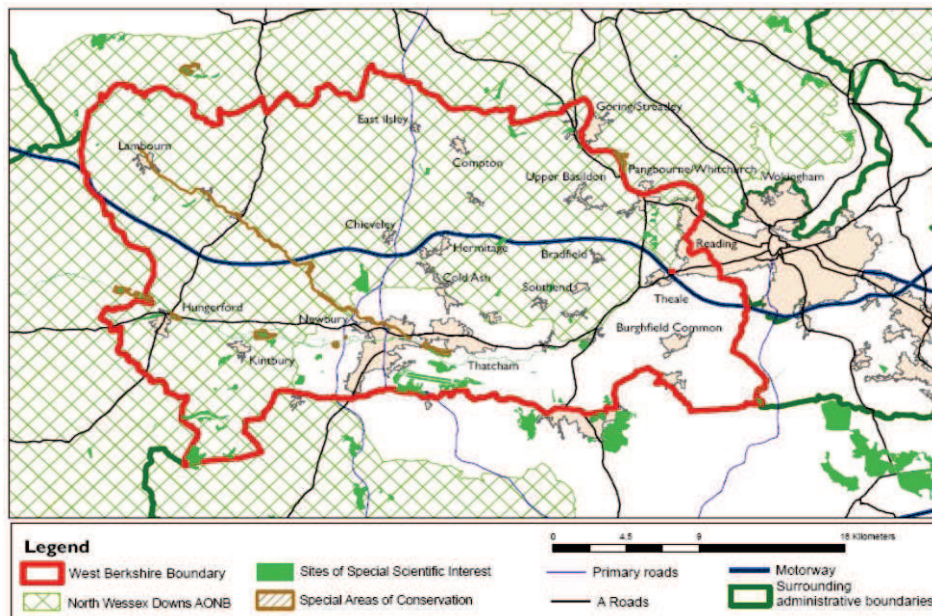 Goring/Streatley
East Ilsley
Lambourn
Compton
Pangbourne/Whitchurch
Upper Basildon
Wokingham
Chieveley
Hermitage
Bradfield
Reading
Cold Ash
Southend
Theale
Hungerford
Newbury
Burghfield Common
Kintbury
Thatcham
Legend
0 4.5 9 18 Kilometers
West Berkshire Boundary
Sites of Special Scientific Interest
Primary roads
Motorway
North Wessex Downs AONB
Special Areas of Conservation
A Roads
Surrounding
administrative boundaries